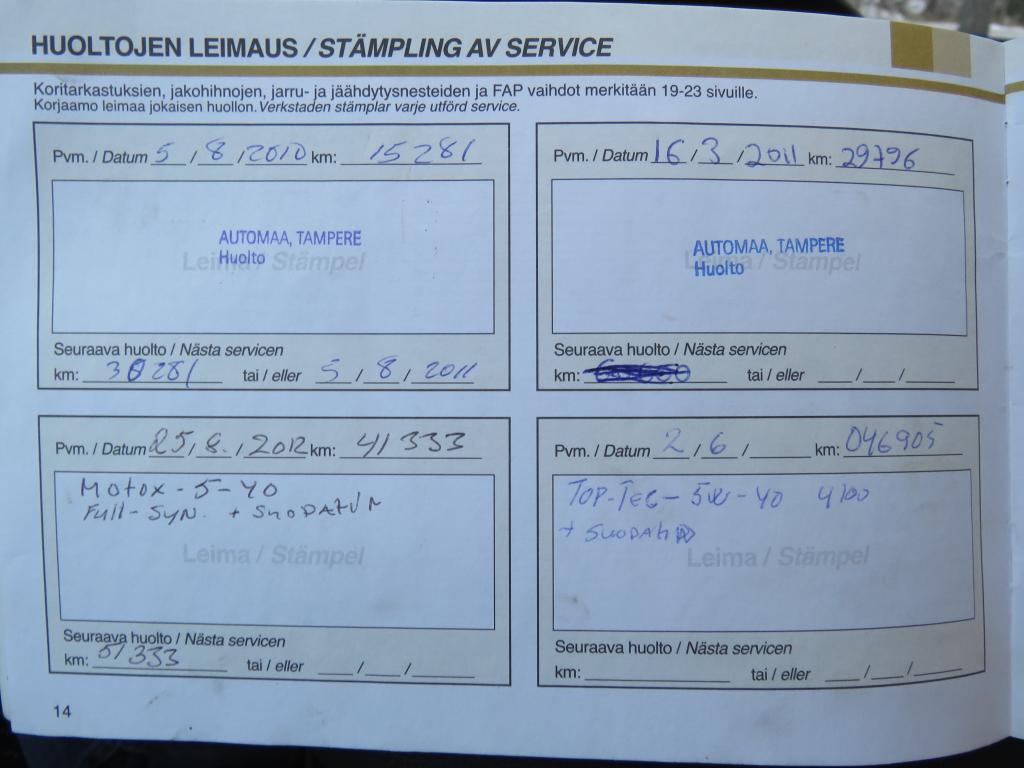 HUOLTOJEN LEIMAUS / STÄMPLING AV SERVICE
Koritarkastuksien, jakohihnojen, jarru- ja jäähdytysnesteiden ja FAP vaihdot merkitään 19-23 sivuille.
Korjaamo leimaa jokaisen huollon. Verkstaden stämplar varje utförd service.
Pvm. / Datum 5 / 8 / 2010 km: 15281
AUTOMAA, TAMPERE
Huolto
Leima / Stämpel
Seuraava huolto / Nästa servicen
km: 30281 tai / eller 5 / 8 / 2011
Pvm. / Datum 16 / 3 / 2011 km: 29796
AUTOMAA, TAMPERE
Huolto
Leima / Stämpel
Seuraava huolto / Nästa servicen
km: tai / eller / /
Pvm. / Datum 25 / 8. / 2012 km: 41333
MOTOX - 5-40
FULL-SYN. + SUODATIN
Leima / Stämpel
Seuraava huolto / Nästa servicen
km: 51333 tai / eller / /
Pvm. / Datum 2 / 6 / km: 046905
TOP-TEC - 5W-40 4100
+ SUODATIN
Leima / Stämpel
Seuraava huolto / Nästa servicen
km: tai / eller / /
14